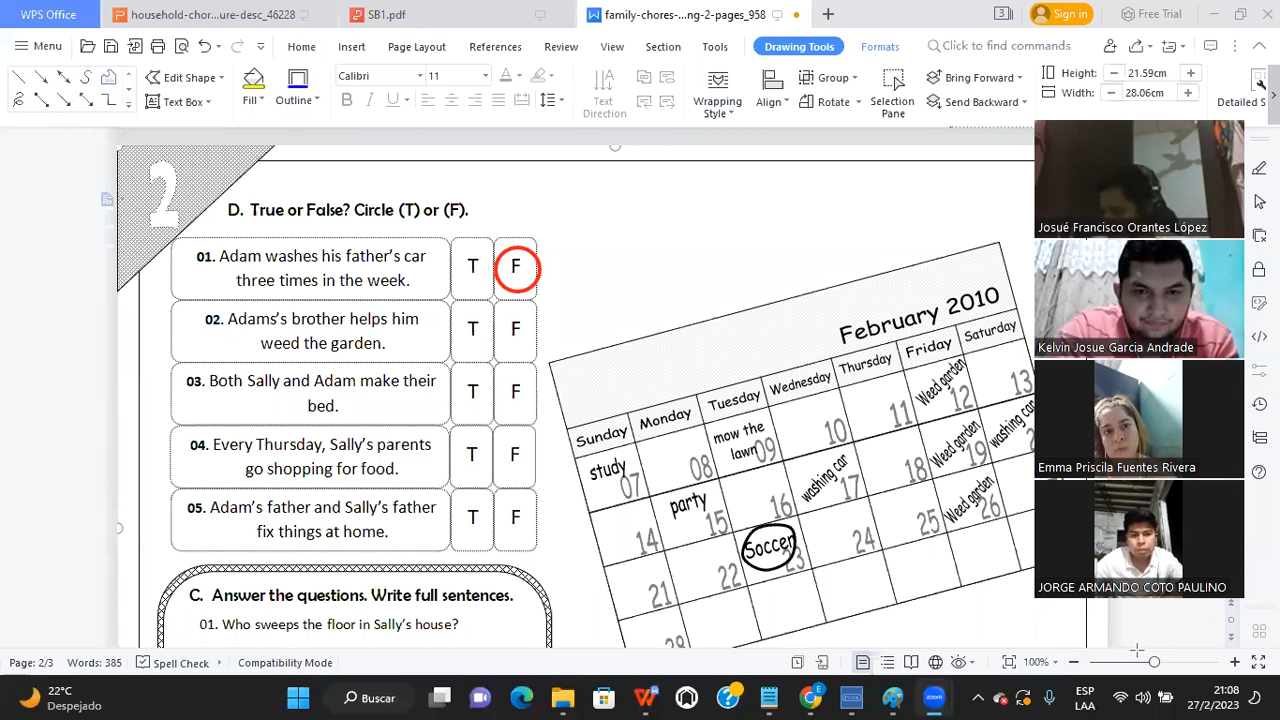 WPS Office
household-chor...ure-desc_46228
SB1.pdf
family-chores-...ng-2-pages_958
3
Sign in
Free Trial
Menu
Home
Insert
Page Layout
References
Review
View
Section
Tools
Drawing Tools
Formats
Click to find commands
Edit Shape
Text Box
Fill
Outline
Calibri
11
B I U A
Text
Direction
Wrapping
Style
Align
Group
Rotate
Selection
Pane
Bring Forward
Send Backward
Height: 21.59cm
Width: 28.06cm
Detailed S
2
D. True or False? Circle (T) or (F).
01. Adam washes his father's car
three times in the week.
T F
02. Adams's brother helps him
weed the garden.
T F
03. Both Sally and Adam make their
bed.
T F
04. Every Thursday, Sally's parents
go shopping for food.
T F
05. Adam's father and Sally's father
fix things at home.
T F
C. Answer the questions. Write full sentences.
01. Who sweeps the floor in Sally's house?
February 2010
Sunday Monday Tuesday Wednesday Thursday Friday Saturday
study 07 08 mow the lawn 09 10 11 Weed garden 12 13
14 party 15 16 washing car 17 18 Weed garden 19 washing car 2
21 22 Soccer 23 24 25 Weed garden 26
28
Josué Francisco Orantes López
Kelvin Josue Garcia Andrade
Emma Priscila Fuentes Rivera
JORGE ARMANDO COTO PAULINO
Page: 2/3
Words: 385
Spell Check
Compatibility Mode
100%
22°C
Despejado
Buscar
ESP
LAA
21:08
27/2/2023